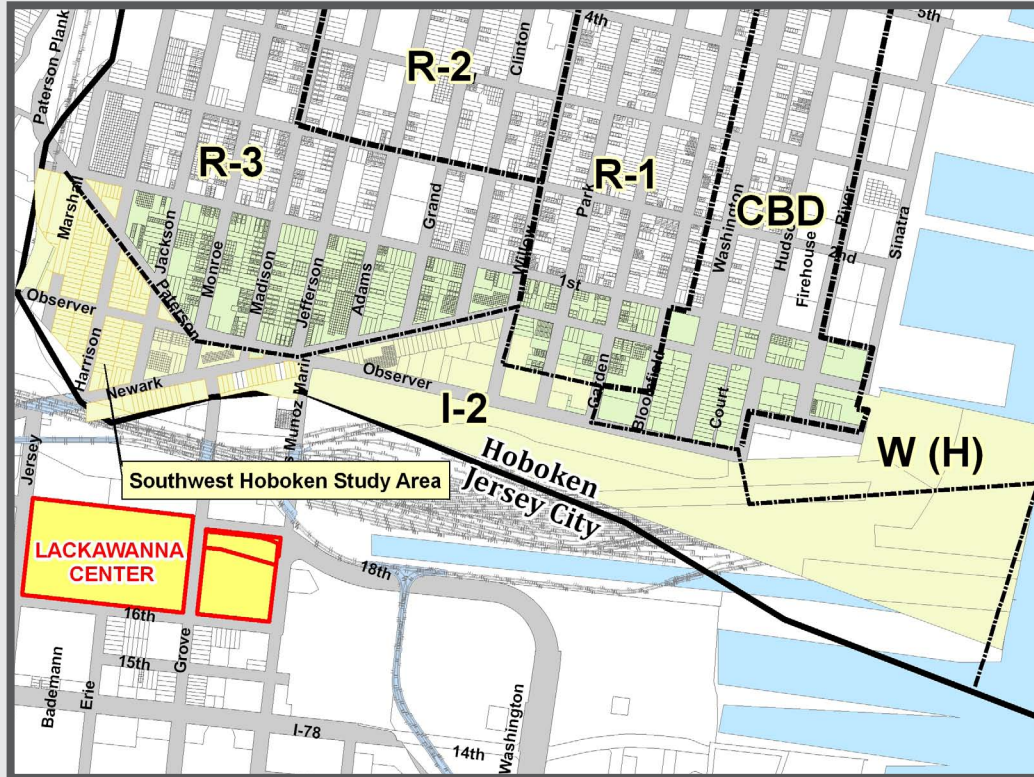 Paterson Plank
R-2
Clinton
4th
5th
R-3
R-1
Park
Washington
CBD
Hudson
Firehouse
River
2nd
Sinatra
Marshall
Jackson
Monroe
Madison
Jefferson
Adams
Grand
Willow
1st
Paterson
Observer
Harrison
Newark
Observer
Garden
Bloomfield
Court
I-2
W (H)
Hoboken
Jersey City
Munoz Marin
Jersey
Southwest Hoboken Study Area
LACKAWANNA
CENTER
18th
16th
15th
Grove
Bademann
Erie
I-78
14th
Washington